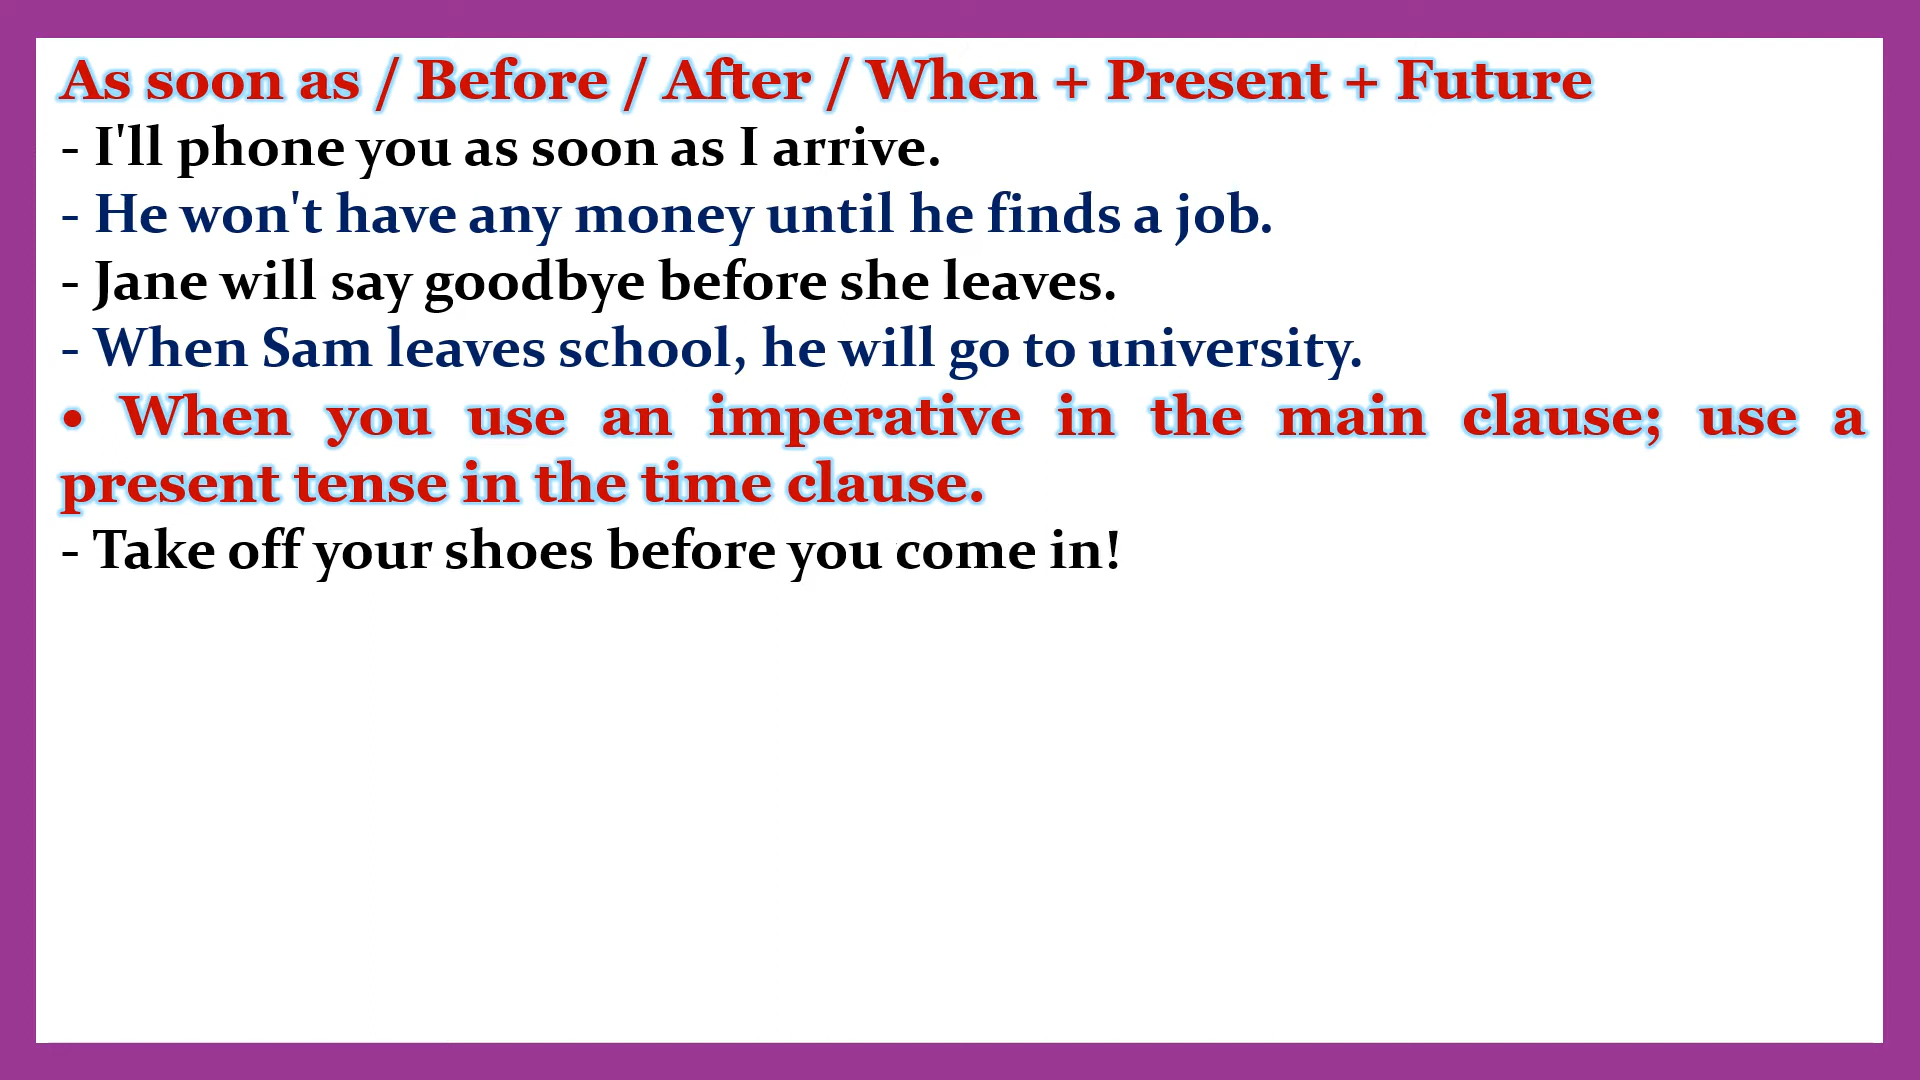 As soon as / Before / After / When + Present + Future
- I'll phone you as soon as I arrive.
- He won't have any money until he finds a job.
- Jane will say goodbye before she leaves.
- When Sam leaves school, he will go to university.
• When you use an imperative in the main clause; use a
present tense in the time clause.
- Take off your shoes before you come in!